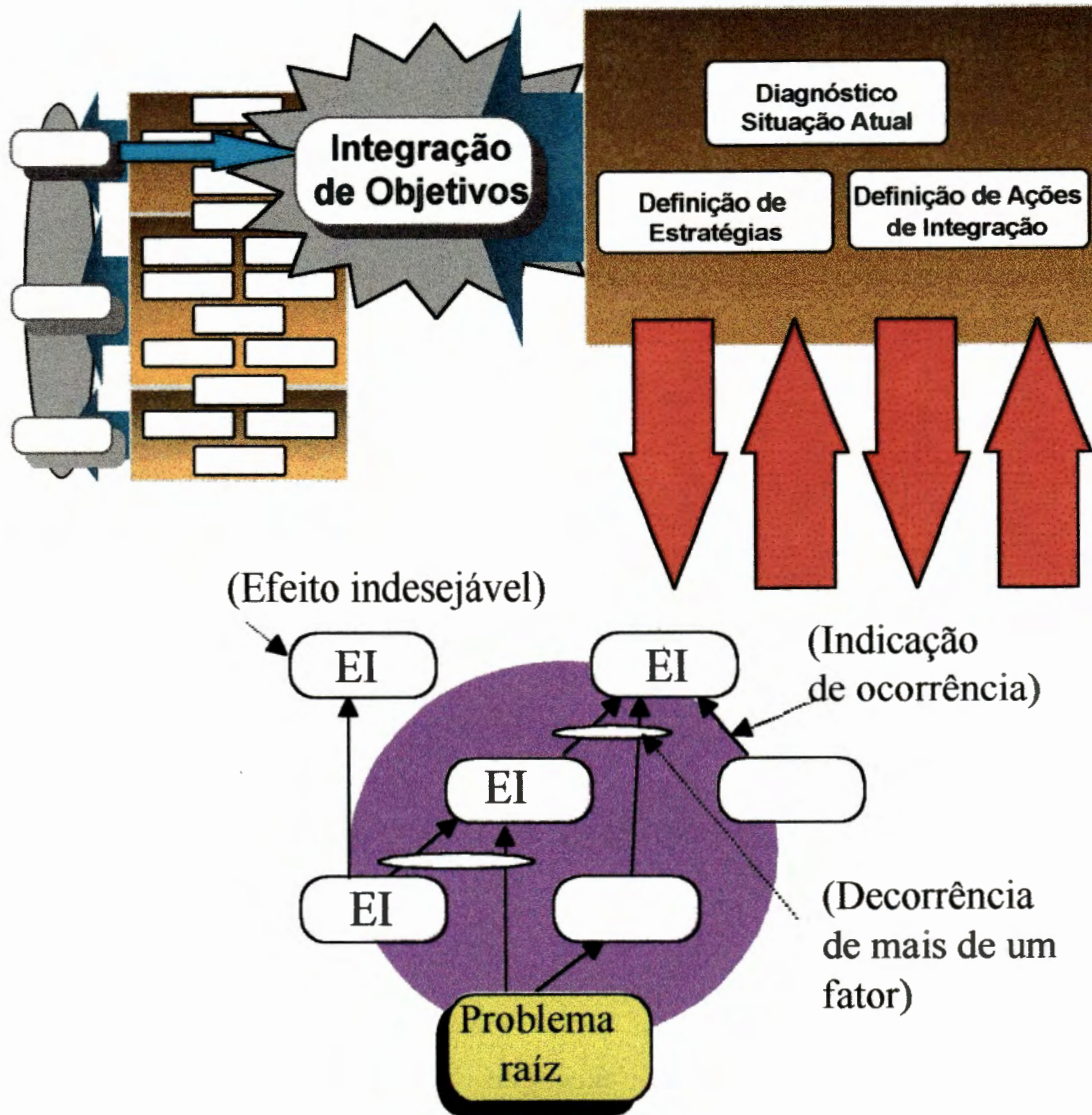 Integração
de Objetivos
Diagnóstico
Situação Atual
Definição de
Estratégias
Definição de Ações
de Integração
(Efeito indesejável)
EI
EI
(Indicação
de ocorrência)
EI
EI
(Decorrência
de mais de um
fator)
Problema
raíz